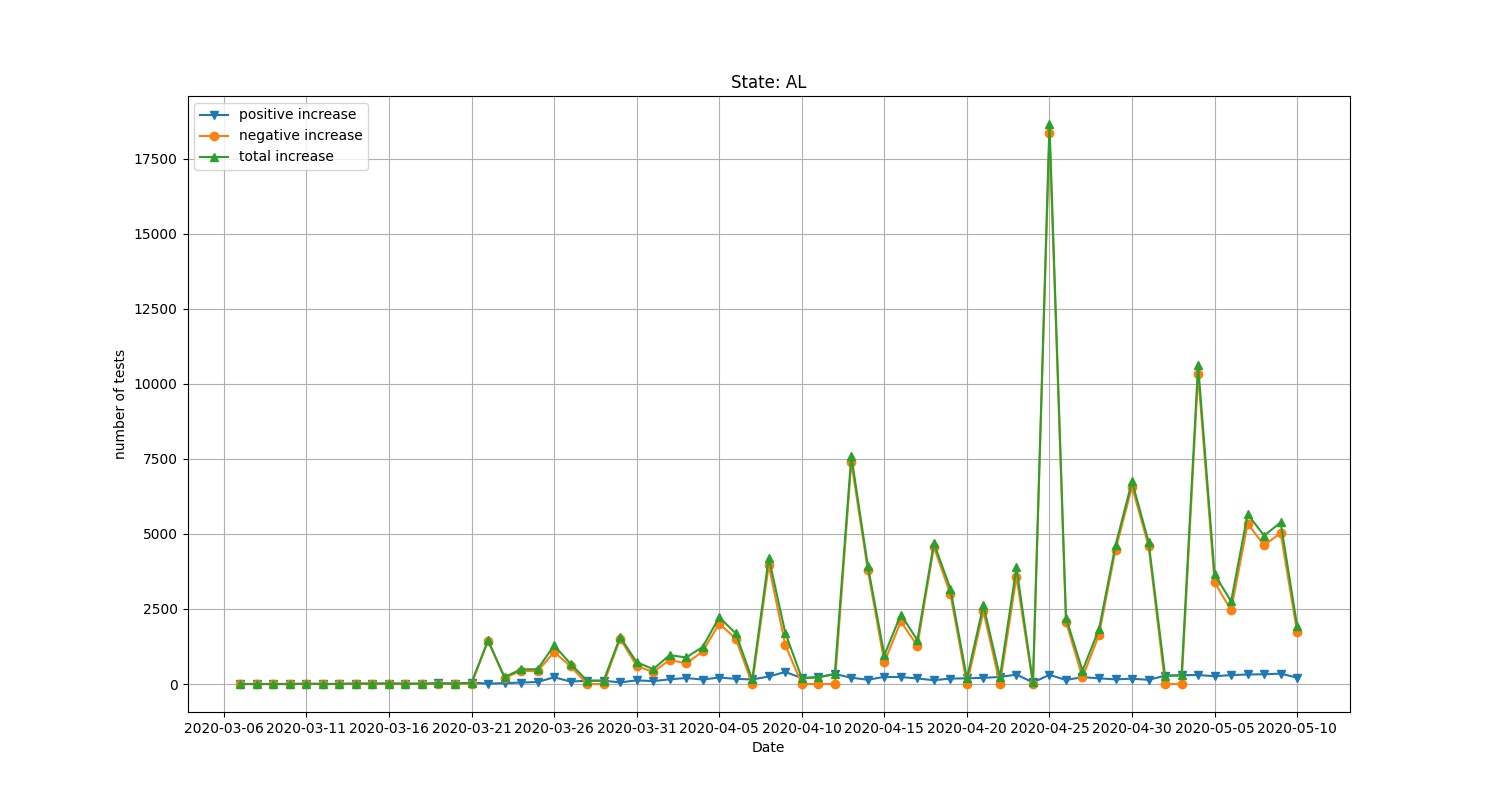 State: AL
positive increase
negative increase
total increase
17500
15000
12500
10000
7500
5000
2500
0
number of tests
2020-03-06 2020-03-11 2020-03-16 2020-03-21 2020-03-26 2020-03-31 2020-04-05 2020-04-10 2020-04-15 2020-04-20 2020-04-25 2020-04-30 2020-05-05 2020-05-10
Date